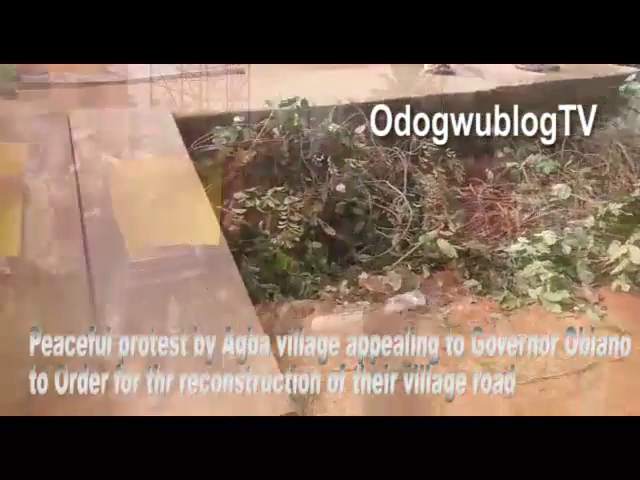 OdogwublogTV
Peaceful protest by Agba village appealing to Governor Obiano
to Order for thr reconstruction of their village road